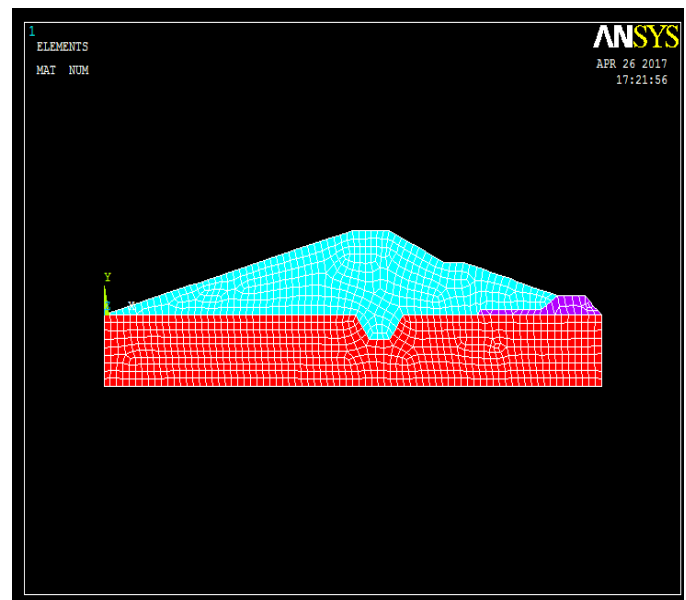 1
ELEMENTS
MAT NUM
ANSYS
APR 26 2017
17:21:56
Y